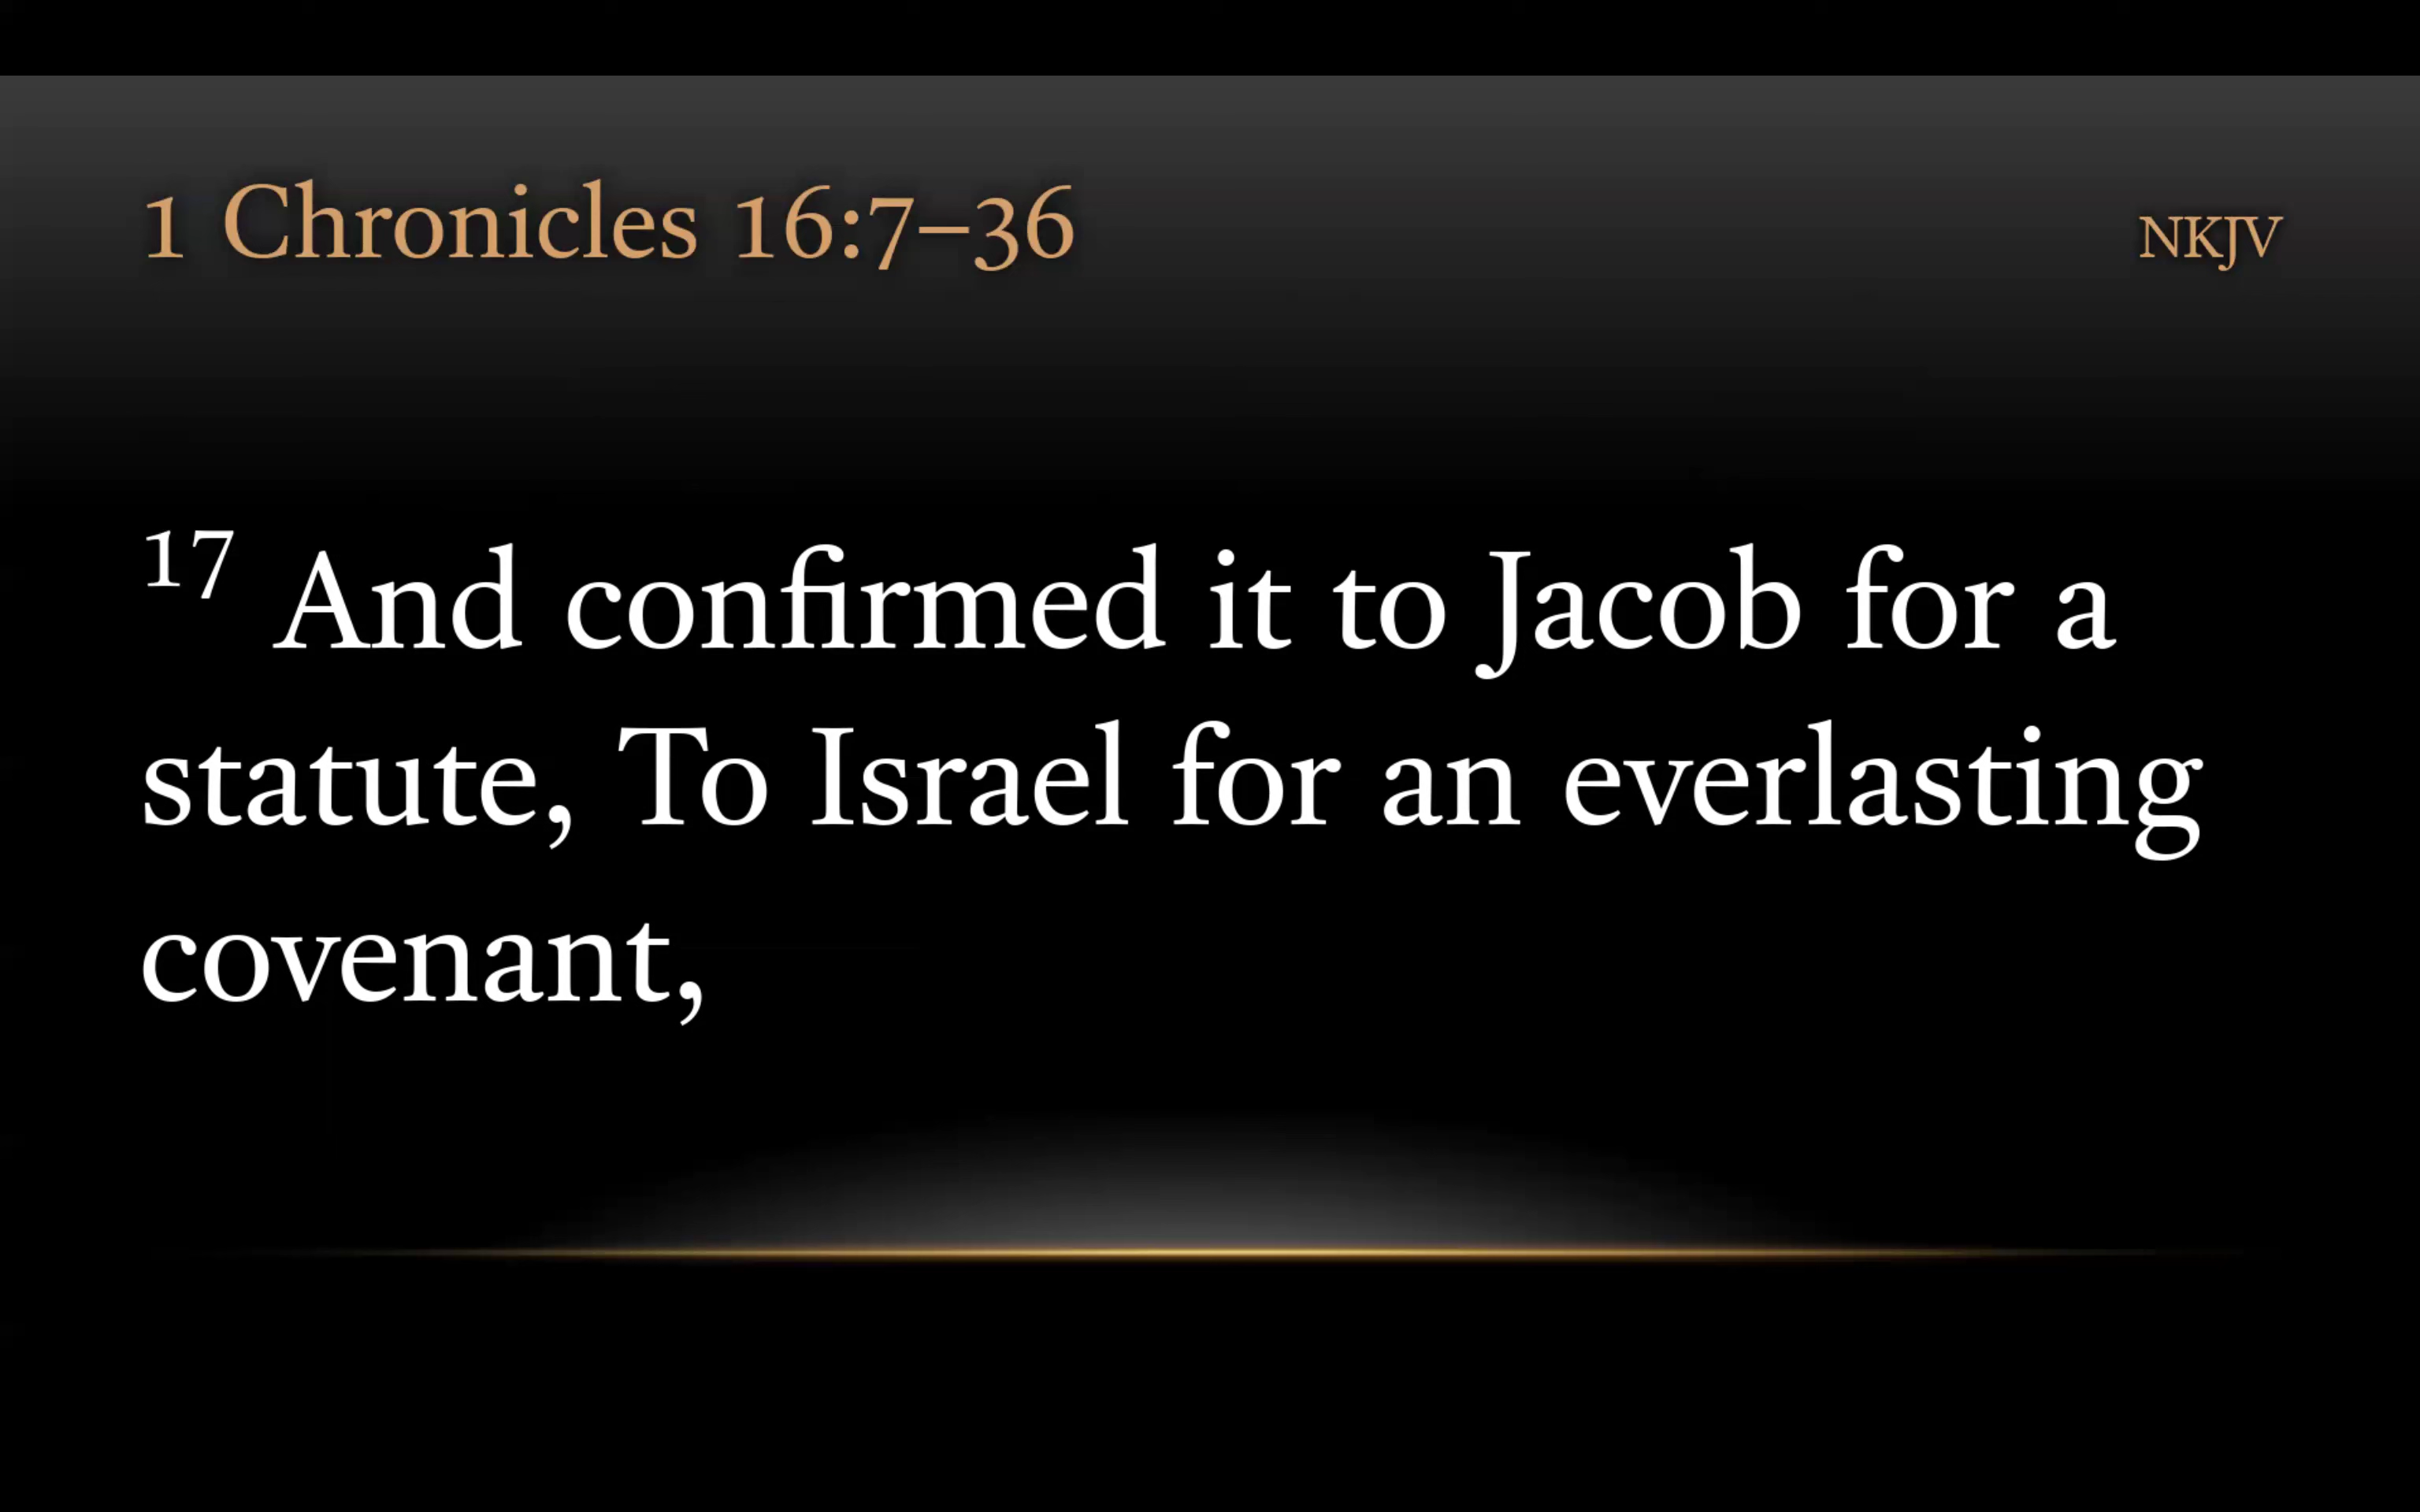 1 Chronicles 16:7–36 NKJV
17 And confirmed it to Jacob for a
statute, To Israel for an everlasting
covenant,